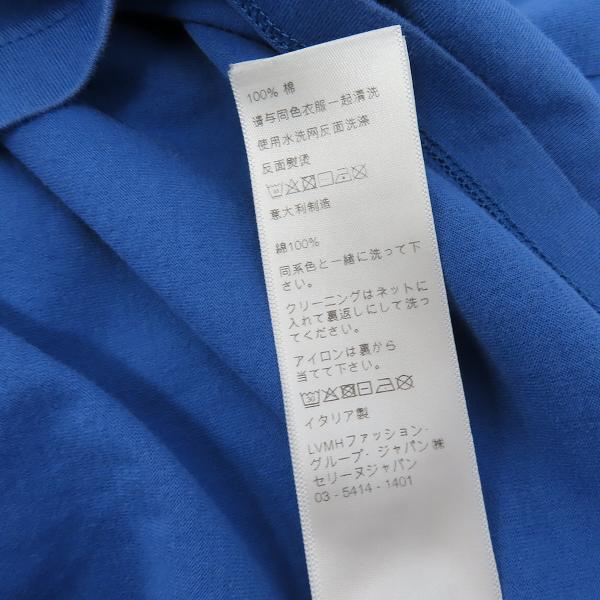 100% 棉
请与同色衣服一起清洗
使用水洗网反面洗涤
反面熨烫
意大利制造
綿100%
同系色と一緒に洗って下
さい。
クリーニングはネットに
入れて裏返しにして洗っ
てください。
アイロンは裏から
当てて下さい。
30
イタリア製
LVMHファッション・
グループ・ジャパン㈱
セリーヌジャパン
03 - 5414 - 1401